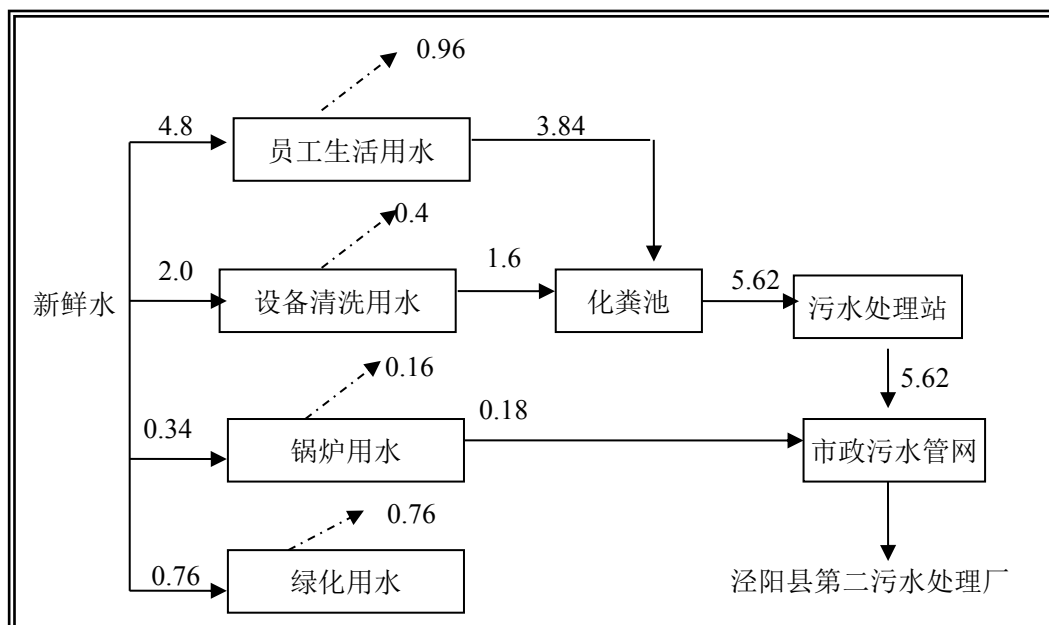 0.96
4.8
员工生活用水
3.84
0.4
2.0
1.6
5.62
新鲜水
设备清洗用水
化粪池
污水处理站
0.16
5.62
0.34
0.18
锅炉用水
市政污水管网
0.76
0.76
绿化用水
泾阳县第二污水处理厂